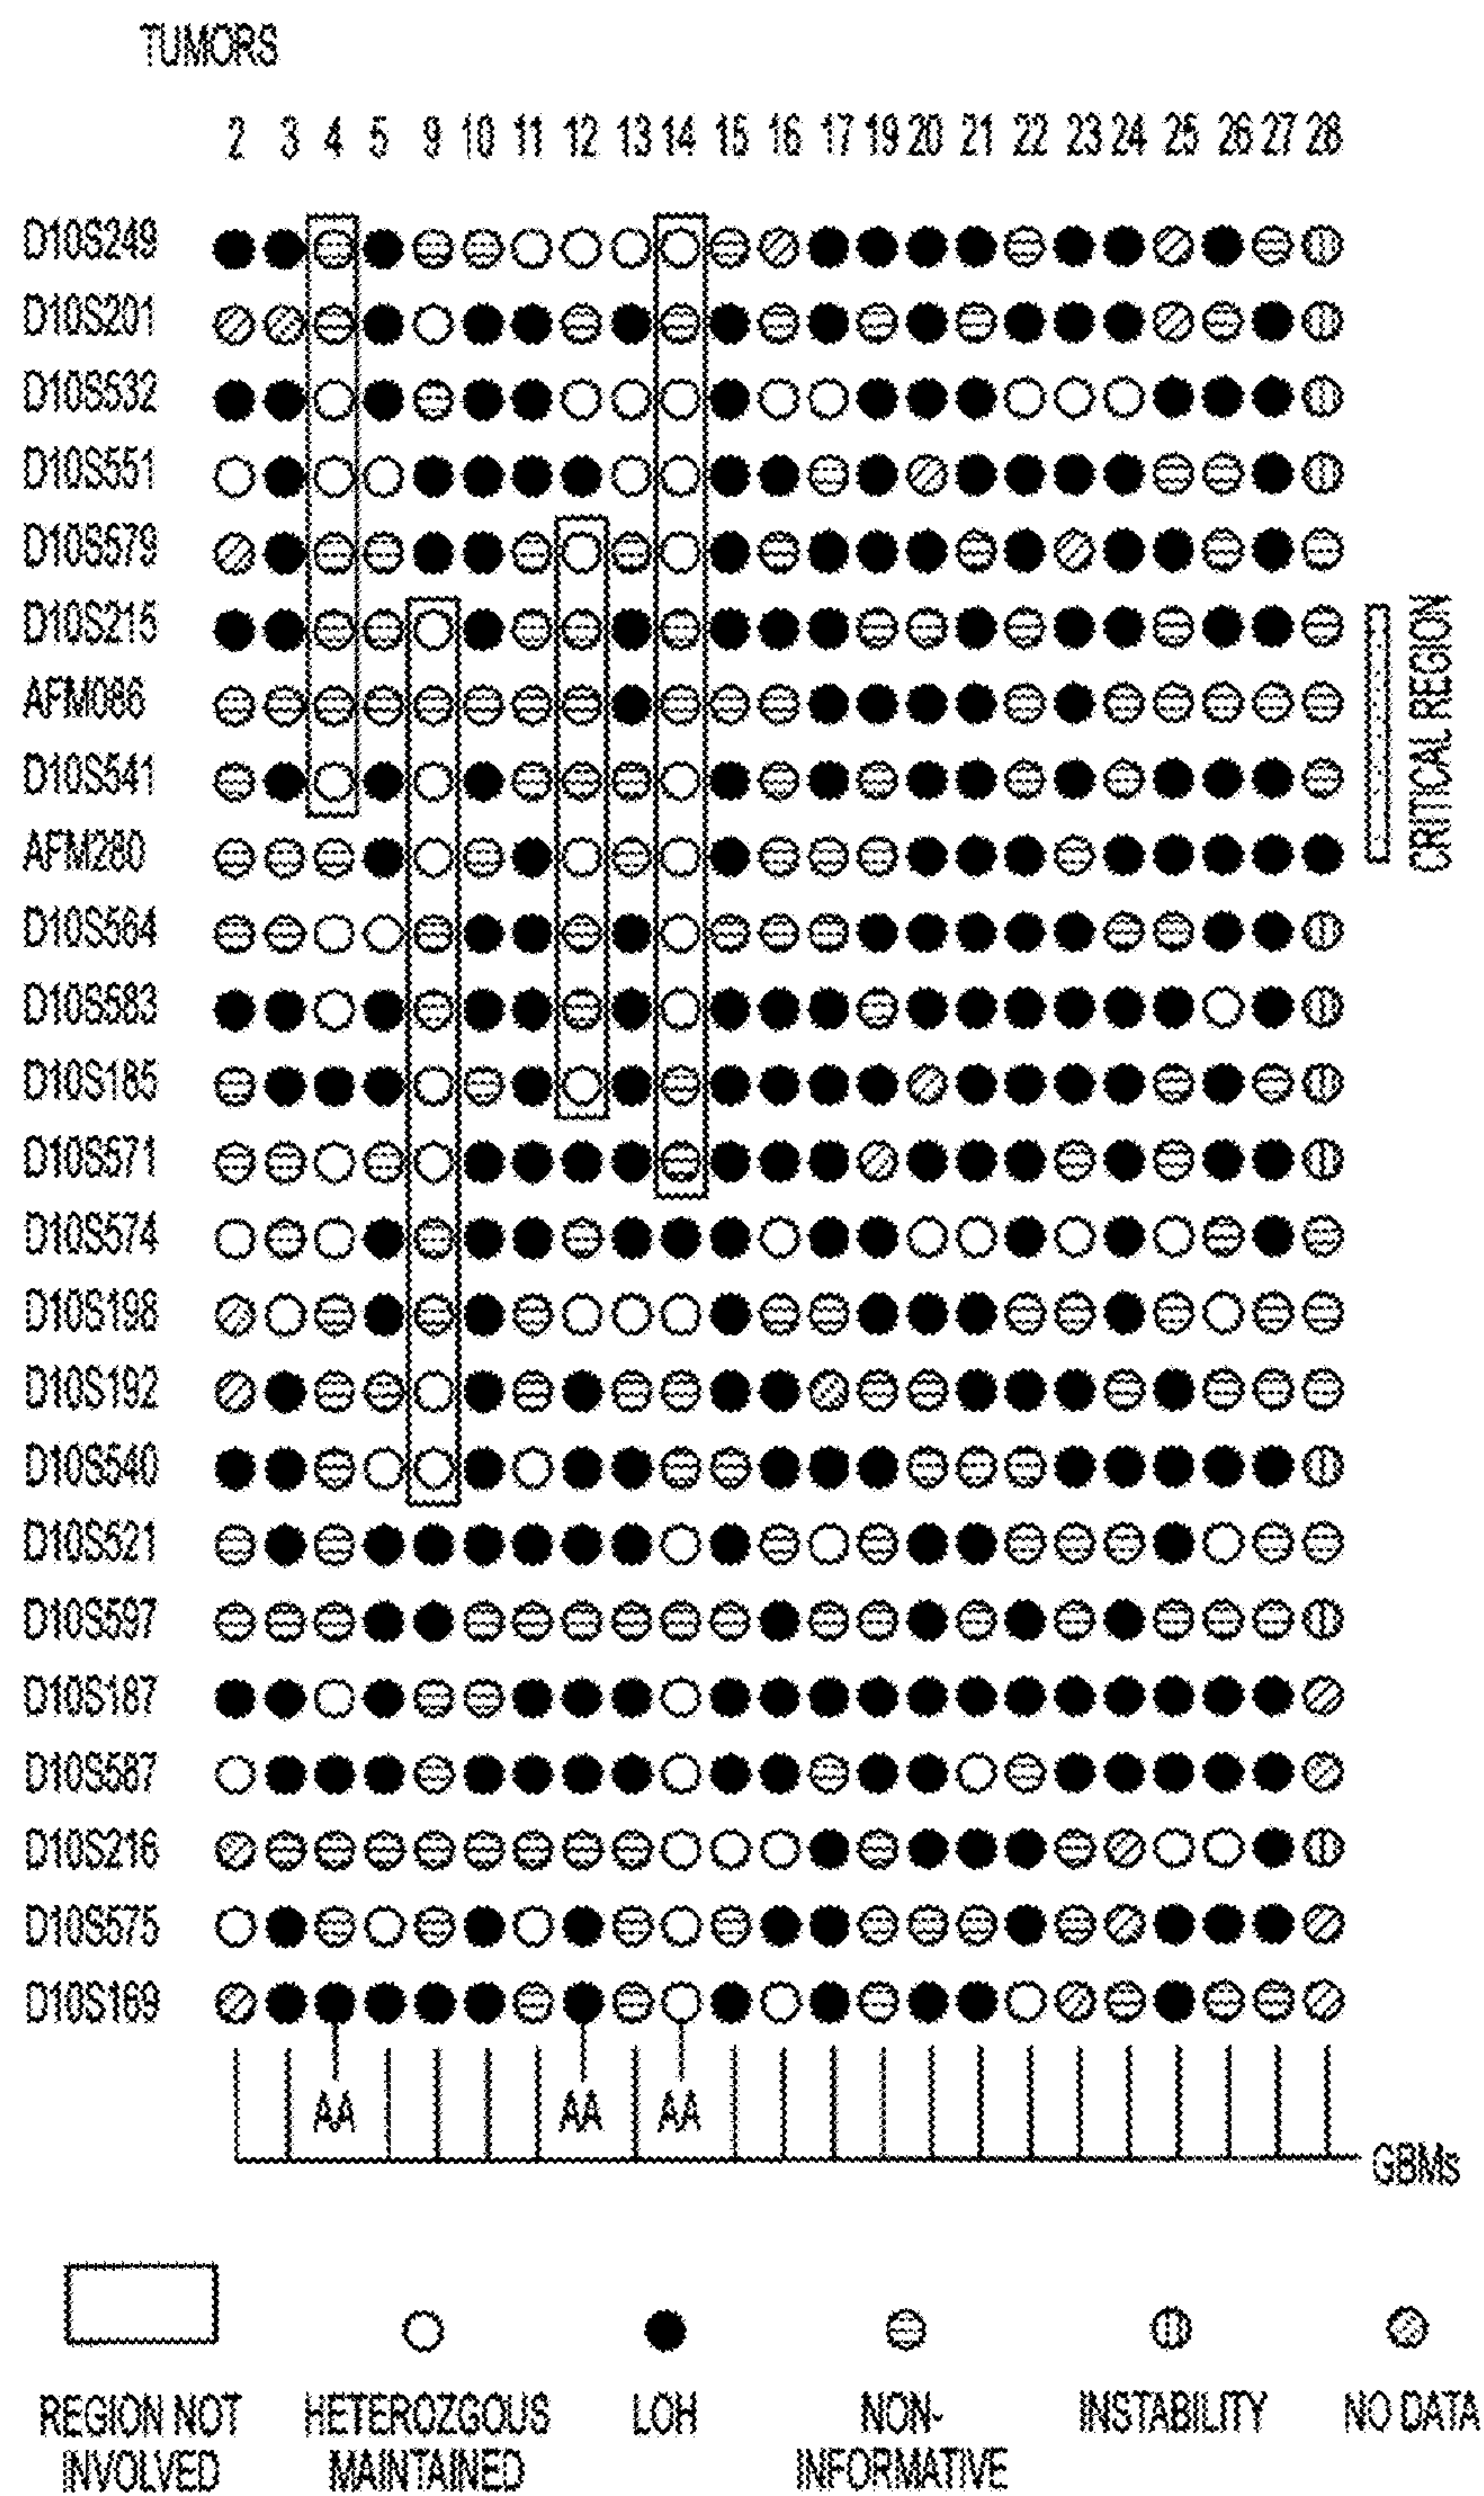 TUMORS
2 3 4 5 9 10 11 12 13 14 15 16 17 19 20 21 22 23 24 25 26 27 28
D10S249
D10S201
D10S532
D10S551
D10S579
D10S215
AFM086
D10S541
AFM280
D10S564
D10S583
D10S185
D10S571
D10S574
D10S198
D10S192
D10S540
D10S521
D10S597
D10S187
D10S587
D10S216
D10S575
D10S169
CRITICAL REGION
AA AA AA
GBMs
REGION NOT
INVOLVED
HETEROZGOUS
MAINTAINED
LOH
NON-
INFORMATIVE
INSTABILITY
NO DATA